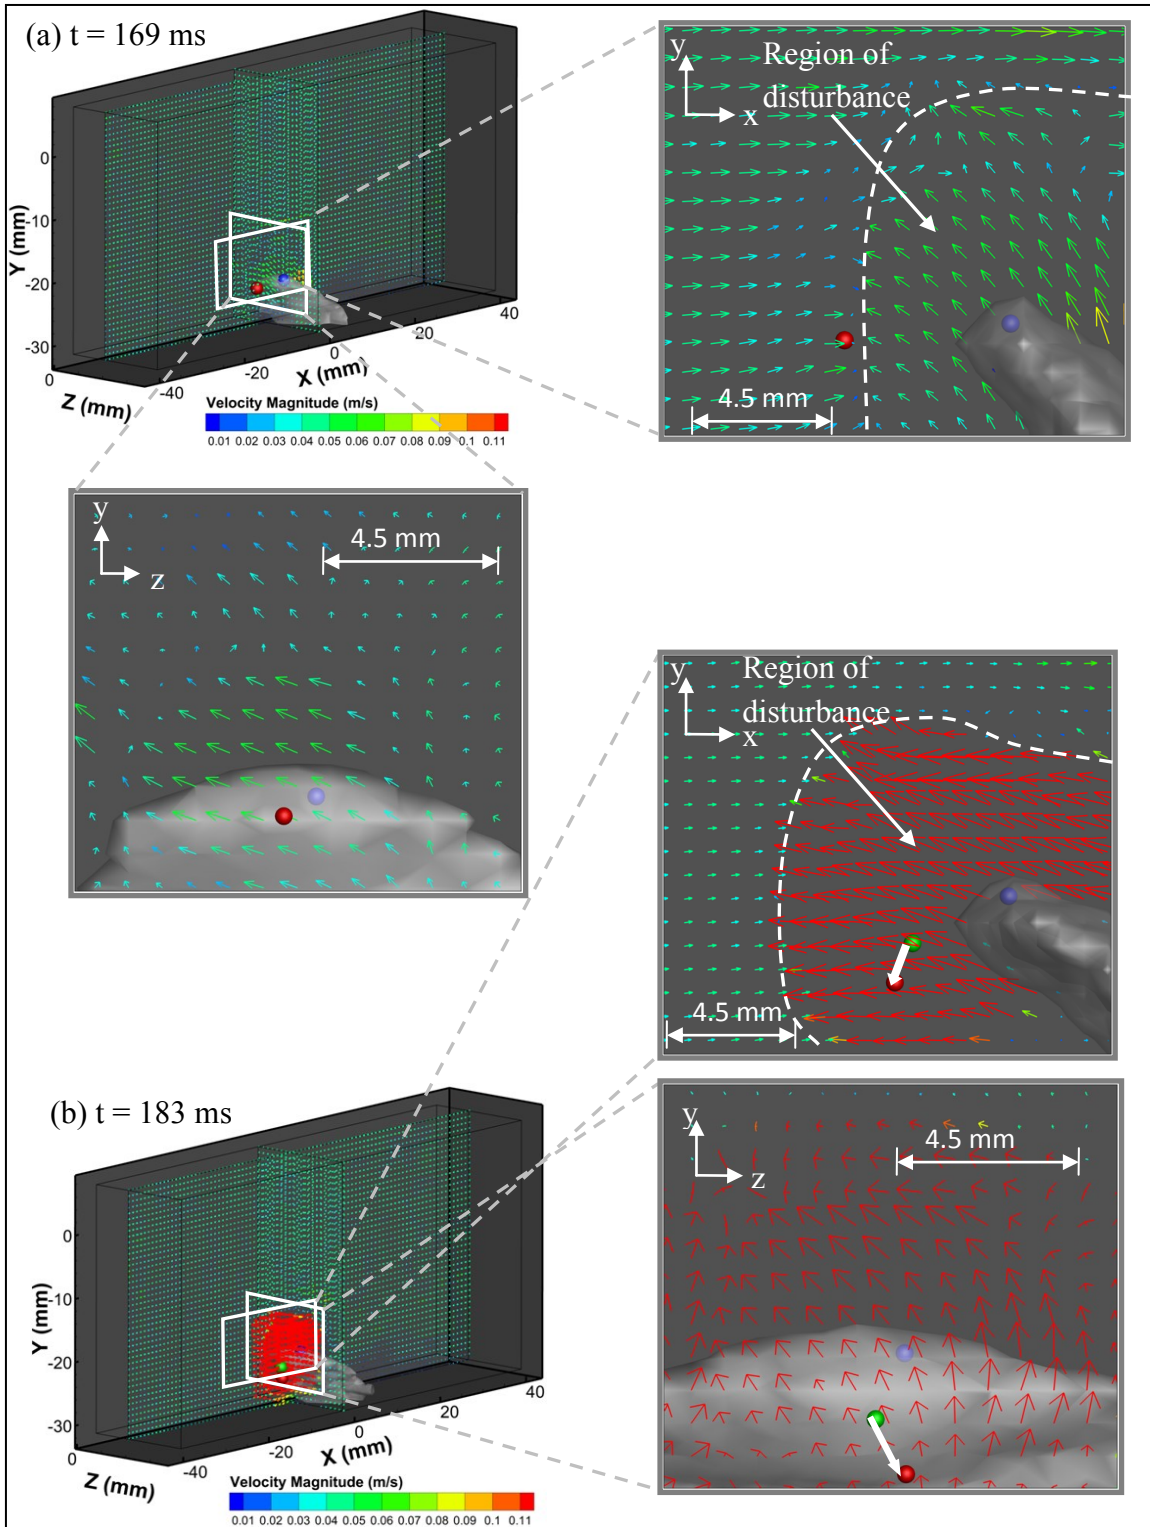 (a) t = 169 ms
0
-10
-20
-30
Y (mm)
0
Z (mm)
-40
-20
0
20
40
X (mm)
Velocity Magnitude (m/s)
0.01 0.02 0.03 0.04 0.05 0.06 0.07 0.08 0.09 0.1 0.11
y
x
Region of
disturbance
4.5 mm
y
z
4.5 mm
y
x
Region of
disturbance
4.5 mm
(b) t = 183 ms
0
-10
-20
-30
Y (mm)
0
Z (mm)
-40
-20
0
20
40
X (mm)
Velocity Magnitude (m/s)
0.01 0.02 0.03 0.04 0.05 0.06 0.07 0.08 0.09 0.1 0.11
y
z
4.5 mm